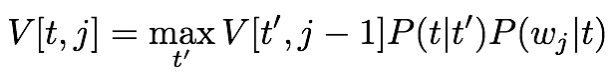 V[t, j] = max_{t′} V[t′, j − 1]P(t|t′)P(w_j|t)